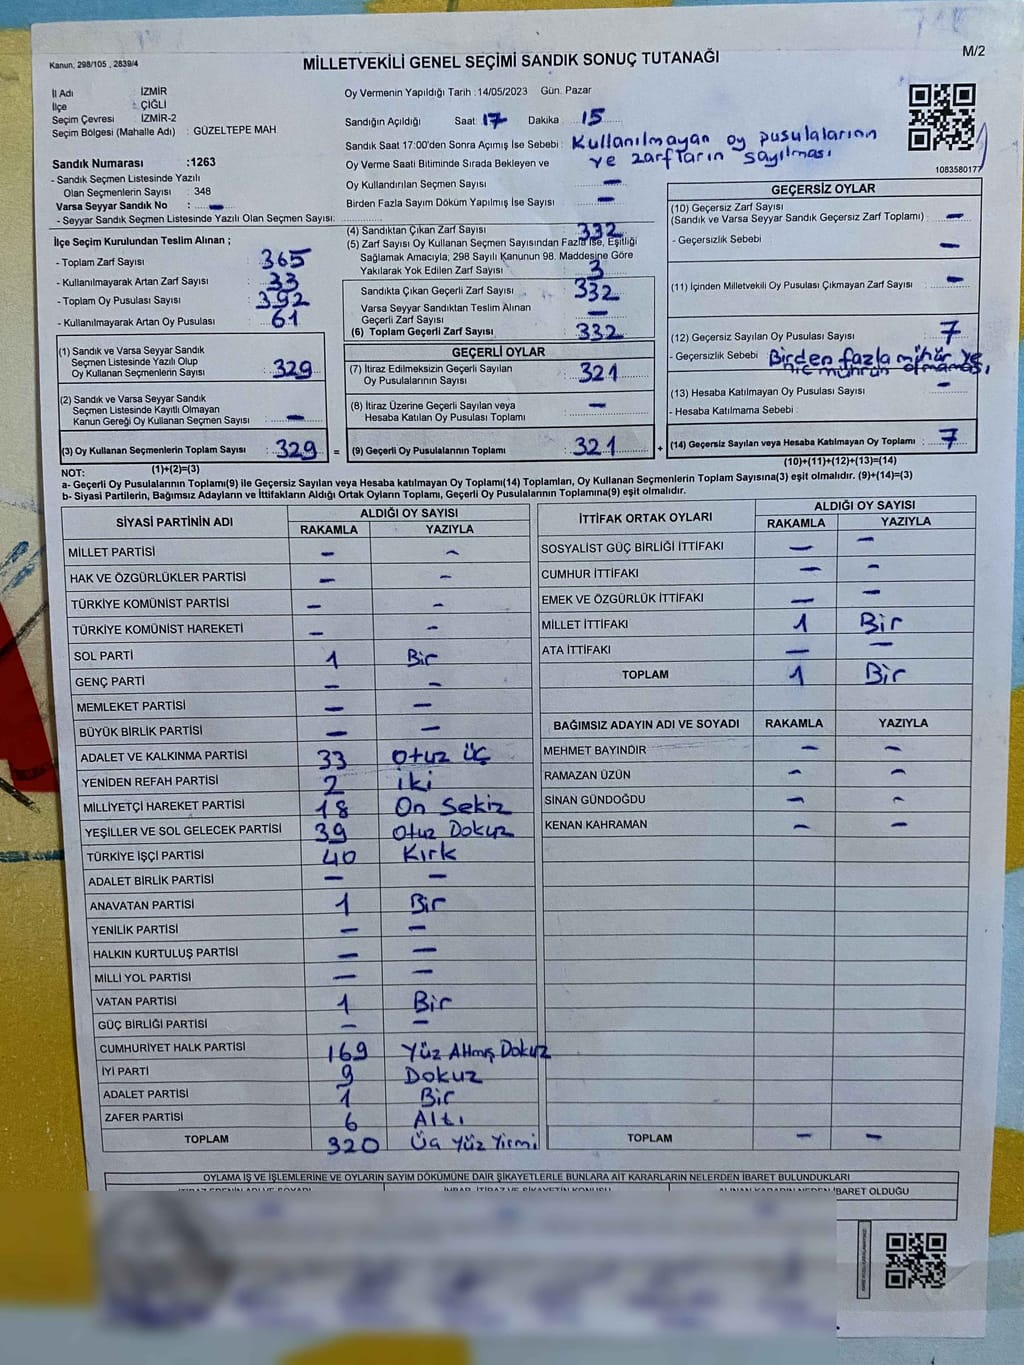 Kanun, 298/105 , 2839/4
MİLLETVEKİLİ GENEL SEÇİMİ SANDIK SONUÇ TUTANAĞI
M/2
İl Adı : İZMİR
İlçe : ÇİĞLİ
Seçim Çevresi : İZMİR-2
Seçim Bölgesi (Mahalle Adı) : GÜZELTEPE MAH
Sandık Numarası :1263
- Sandık Seçmen Listesinde Yazılı
Olan Seçmenlerin Sayısı : 348
Varsa Seyyar Sandık No : -
- Seyyar Sandık Seçmen Listesinde Yazılı Olan Seçmen Sayısı:
Oy Vermenin Yapıldığı Tarih : 14/05/2023 Gün. Pazar
Sandığın Açıldığı Saat: 17 Dakika 15
Sandık Saat 17:00'den Sonra Açımış İse Sebebi : Kullanılmayan oy pusulalarının
ve zarfların sayılması
Oy Verme Saati Bitiminde Sırada Bekleyen ve
Oy Kullandırılan Seçmen Sayısı -
Birden Fazla Sayım Döküm Yapılmış İse Sayısı -
1083580177
İlçe Seçim Kurulundan Teslim Alınan ;
- Toplam Zarf Sayısı : 365
- Kullanılmayarak Artan Zarf Sayısı : 33
- Toplam Oy Pusulası Sayısı : 392
- Kullanılmayarak Artan Oy Pusulası : 61
(4) Sandıktan Çıkan Zarf Sayısı : 332
(5) Zarf Sayısı Oy Kullanan Seçmen Sayısından Fazla İse, Eşitliği
Sağlamak Amacıyla, 298 Sayılı Kanunun 98. Maddesine Göre
Yakılarak Yok Edilen Zarf Sayısı : 3
Sandıkta Çıkan Geçerli Zarf Sayısı : 332
Varsa Seyyar Sandıktan Teslim Alınan
Geçerli Zarf Sayısı : -
(6) Toplam Geçerli Zarf Sayısı : 332
GEÇERSİZ OYLAR
(10) Geçersiz Zarf Sayısı
(Sandık ve Varsa Seyyar Sandık Geçersiz Zarf Toplamı) : -
- Geçersizlik Sebebi -
(11) İçinden Milletvekili Oy Pusulası Çıkmayan Zarf Sayısı : -
(12) Geçersiz Sayılan Oy Pusulası Sayısı : 7
- Geçersizlik Sebebi : Birden fazla mühür ve
hiç mührün olmaması
(13) Hesaba Katılmayan Oy Pusulası Sayısı : -
- Hesaba Katılmama Sebebi
(14) Geçersiz Sayılan veya Hesaba Katılmayan Oy Toplamı : 7
(10)+(11)+(12)+(13)=(14)
(1) Sandık ve Varsa Seyyar Sandık
Seçmen Listesinde Yazılı Olup
Oy Kullanan Seçmenlerin Sayısı : 329
(2) Sandık ve Varsa Seyyar Sandık
Seçmen Listesinde Kayıtlı Olmayan
Kanun Gereği Oy Kullanan Seçmen Sayısı : -
(3) Oy Kullanan Seçmenlerin Toplam Sayısı : 329 =
GEÇERLİ OYLAR
(7) İtiraz Edilmeksizin Geçerli Sayılan
Oy Pusulalarının Sayısı : 321
(8) İtiraz Üzerine Geçerli Sayılan veya
Hesaba Katılan Oy Pusulası Toplamı : -
(9) Geçerli Oy Pusulalarının Toplamı : 321 +
NOT: (1)+(2)=(3)
a- Geçerli Oy Pusulalarının Toplamı(9) ile Geçersiz Sayılan veya Hesaba katılmayan Oy Toplamı(14) Toplamları, Oy Kullanan Seçmenlerin Toplam Sayısına(3) eşit olmalıdır. (9)+(14)=(3)
b- Siyasi Partilerin, Bağımsız Adayların ve İttifakların Aldığı Ortak Oyların Toplamı, Geçerli Oy Pusulalarının Toplamına(9) eşit olmalıdır.
SİYASİ PARTİNİN ADI ALDIĞI OY SAYISI
RAKAMLA YAZIYLA
MİLLET PARTİSİ - -
HAK VE ÖZGÜRLÜKLER PARTİSİ - -
TÜRKİYE KOMÜNİST PARTİSİ - -
TÜRKİYE KOMÜNİST HAREKETİ - -
SOL PARTİ 1 Bir
GENÇ PARTİ - -
MEMLEKET PARTİSİ - -
BÜYÜK BİRLİK PARTİSİ - -
ADALET VE KALKINMA PARTİSİ 33 Otuz üç
YENİDEN REFAH PARTİSİ 2 iki
MİLLİYETÇİ HAREKET PARTİSİ 18 On Sekiz
YEŞİLLER VE SOL GELECEK PARTİSİ 39 Otuz Dokuz
TÜRKİYE İŞÇİ PARTİSİ 40 Kırk
ADALET BİRLİK PARTİSİ - -
ANAVATAN PARTİSİ 1 Bir
YENİLİK PARTİSİ - -
HALKIN KURTULUŞ PARTİSİ - -
MİLLİ YOL PARTİSİ - -
VATAN PARTİSİ 1 Bir
GÜÇ BİRLİĞİ PARTİSİ - -
CUMHURİYET HALK PARTİSİ 169 Yüz Altmış Dokuz
İYİ PARTİ 9 Dokuz
ADALET PARTİSİ 1 Bir
ZAFER PARTİSİ 6 Altı
TOPLAM 320 Üç Yüz Yirmi
İTTİFAK ORTAK OYLARI ALDIĞI OY SAYISI
RAKAMLA YAZIYLA
SOSYALİST GÜÇ BİRLİĞİ İTTİFAKI - -
CUMHUR İTTİFAKI - -
EMEK VE ÖZGÜRLÜK İTTİFAKI - -
MİLLET İTTİFAKI 1 Bir
ATA İTTİFAKI - -
TOPLAM 1 Bir
BAĞIMSIZ ADAYIN ADI VE SOYADI RAKAMLA YAZIYLA
MEHMET BAYINDIR - -
RAMAZAN ÜZÜN - -
SİNAN GÜNDOĞDU - -
KENAN KAHRAMAN - -
TOPLAM - -
OYLAMA İŞ VE İŞLEMLERİNE VE OYLARIN SAYIM DÖKÜMÜNE DAİR ŞİKAYETLERLE BUNLARA AİT KARARLARIN NELERDEN İBARET BULUNDUKLARI
İBARET OLDUĞU